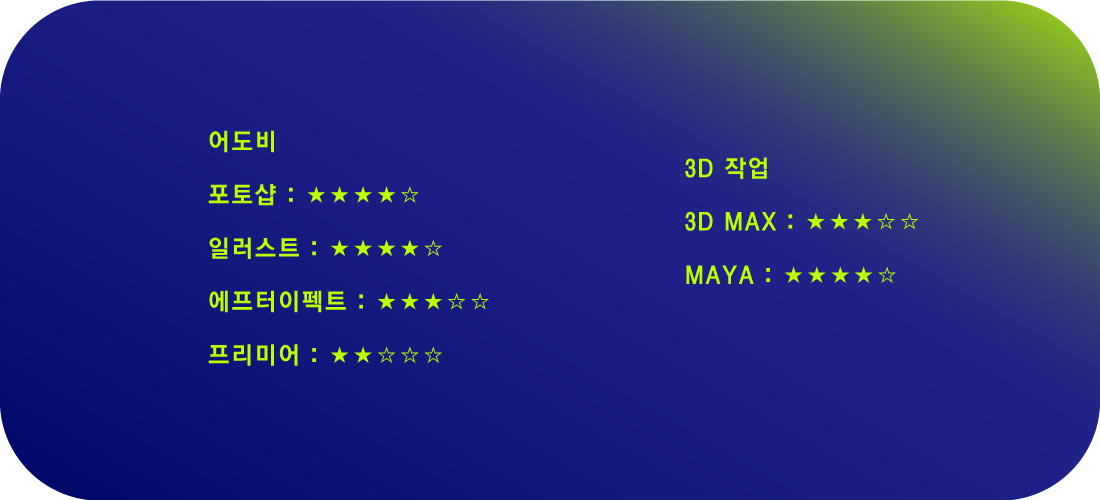 어도비
포토샵 : ★★★★☆
일러스트 : ★★★★☆
에프터이펙트 : ★★★☆☆
프리미어 : ★★☆☆☆
3D 작업
3D MAX : ★★★☆☆
MAYA : ★★★★☆